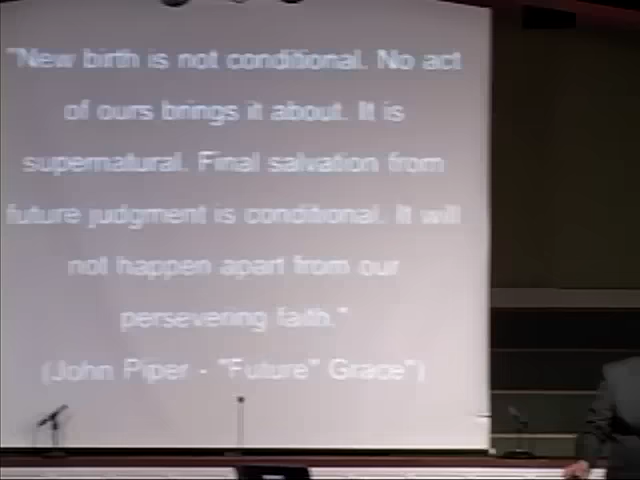 "New birth is not conditional. No act
of ours brings it about. It is
supernatural. Final salvation from
future judgment is conditional. It will
not happen apart from our
persevering faith."
(John Piper - "Future" Grace")